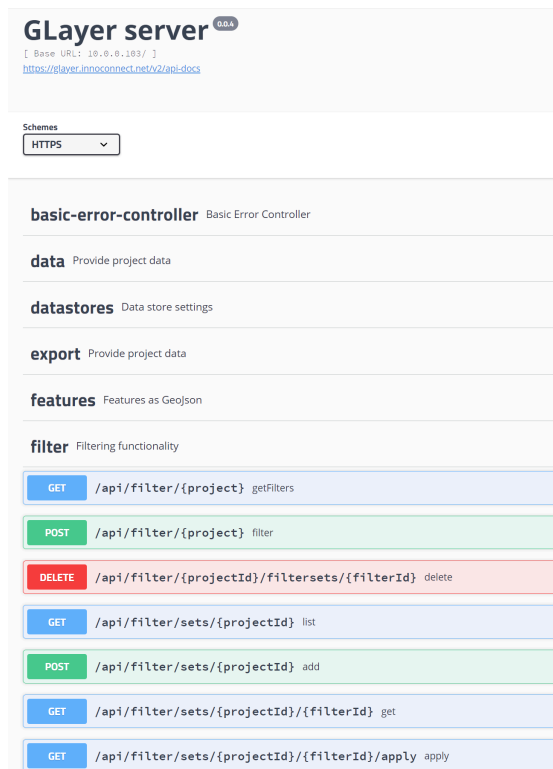 GLayer server 0.0.4
[ Base URL: 10.0.0.103/ ]
https://glayer.innoconnect.net/v2/api-docs
Schemes
HTTPS
basic-error-controller Basic Error Controller
data Provide project data
datastores Data store settings
export Provide project data
features Features as GeoJson
filter Filtering functionality
GET /api/filter/{project} getFilters
POST /api/filter/{project} filter
DELETE /api/filter/{projectId}/filtersets/{filterId} delete
GET /api/filter/sets/{projectId} list
POST /api/filter/sets/{projectId} add
GET /api/filter/sets/{projectId}/{filterId} get
GET /api/filter/sets/{projectId}/{filterId}/apply apply